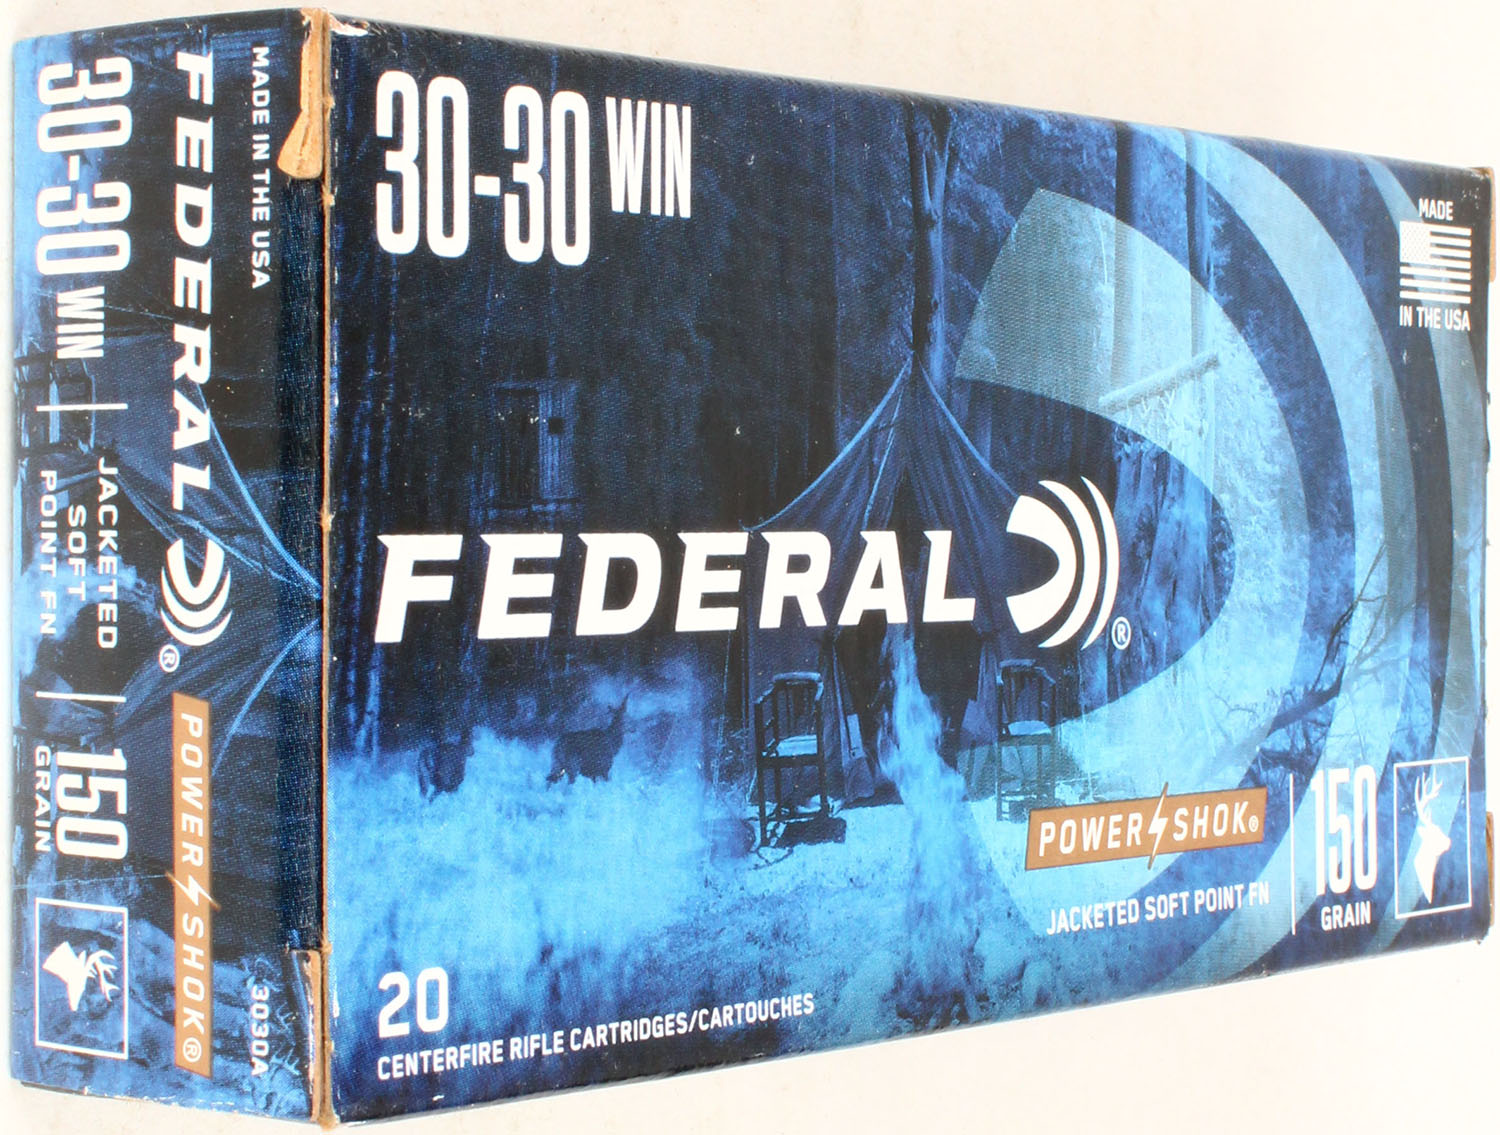 30-30 WIN
MADE
IN THE USA
FEDERAL®
POWER SHOK®
JACKETED SOFT POINT FN
150
GRAIN
20
CENTERFIRE RIFLE CARTRIDGES/CARTOUCHES
MADE IN THE USA
3030A
FEDERAL®
POWER SHOK®
30-30 WIN
JACKETED
SOFT
POINT FN
150
GRAIN